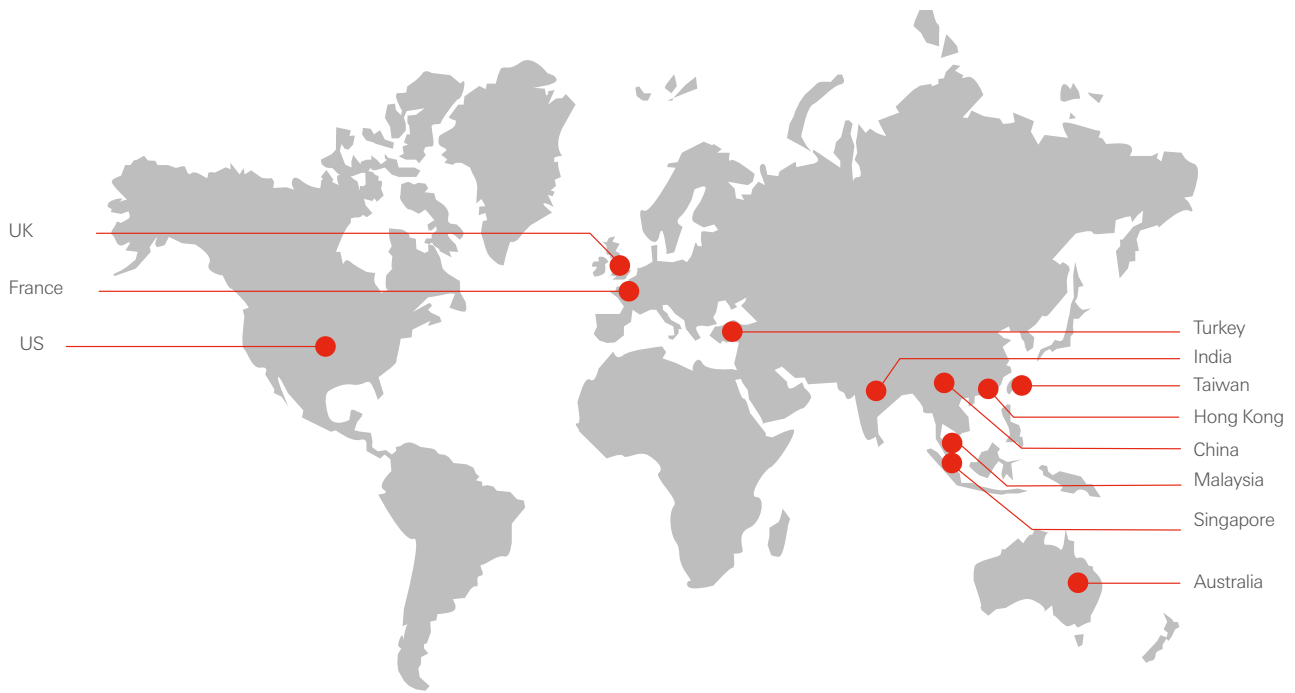 UK
France
US
Turkey
India
Taiwan
Hong Kong
China
Malaysia
Singapore
Australia